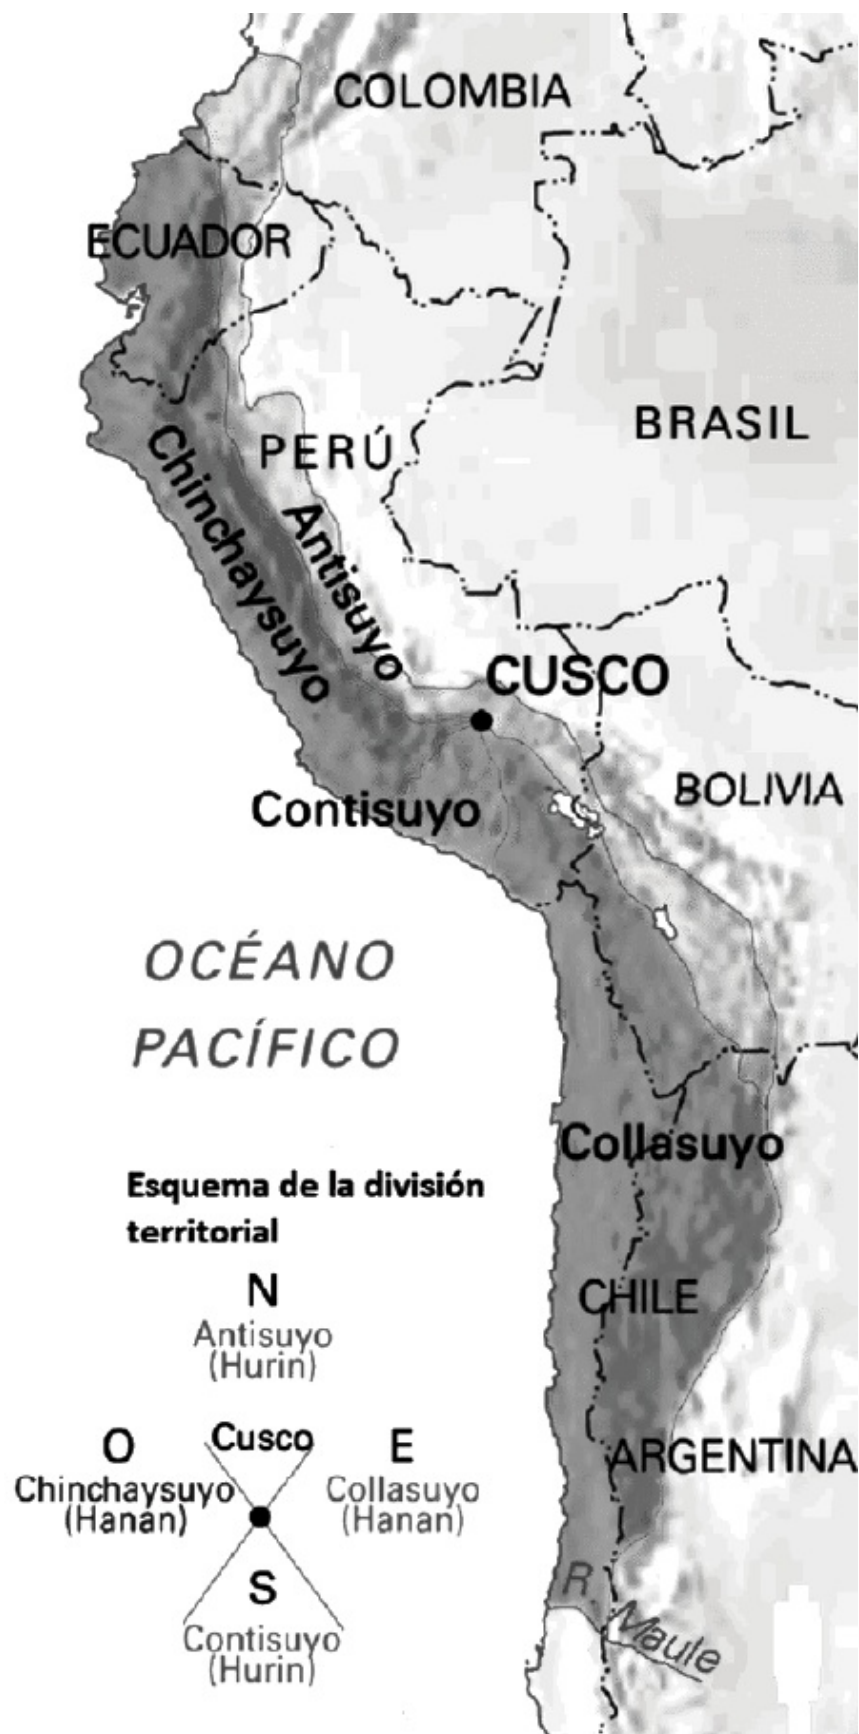 COLOMBIA
ECUADOR
BRASIL
PERÚ
Chinchaysuyo
Antisuyo
CUSCO
BOLIVIA
Contisuyo
OCÉANO
PACÍFICO
Collasuyo
Esquema de la división
territorial
N
Antisuyo
(Hurin)
CHILE
O
Cusco
E
Chinchaysuyo
(Hanan)
Collasuyo
(Hanan)
ARGENTINA
S
Contisuyo
(Hurin)
R. Maule